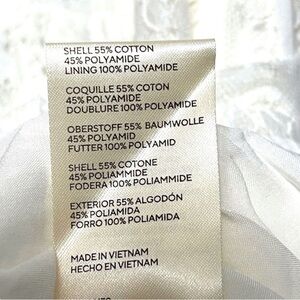 SHELL 55% COTTON
45% POLYAMIDE
LINING 100% POLYAMIDE
COQUILLE 55% COTON
45% POLYAMIDE
DOUBLURE 100% POLYAMIDE
OBERSTOFF 55% BAUMWOLLE
45% POLYAMID
FUTTER 100% POLYAMID
SHELL 55% COTONE
45% POLIAMMIDE
FODERA 100% POLIAMMIDE
EXTERIOR 55% ALGODÓN
45% POLIAMIDA
FORRO 100% POLIAMIDA
MADE IN VIETNAM
HECHO EN VIETNAM